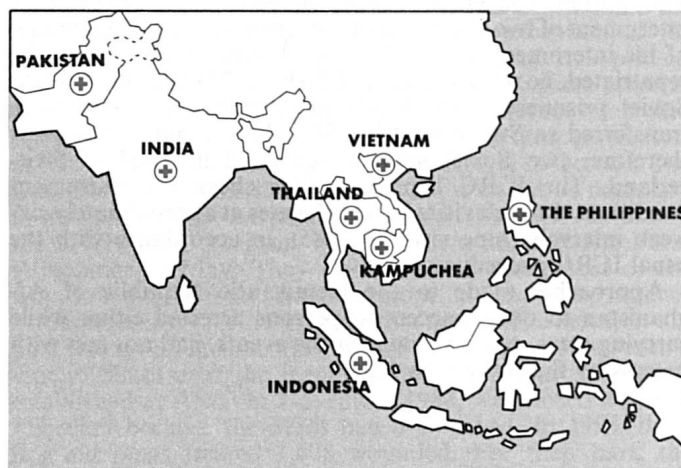 PAKISTAN
INDIA
VIETNAM
THAILAND
THE PHILIPPINES
KAMPUCHEA
INDONESIA